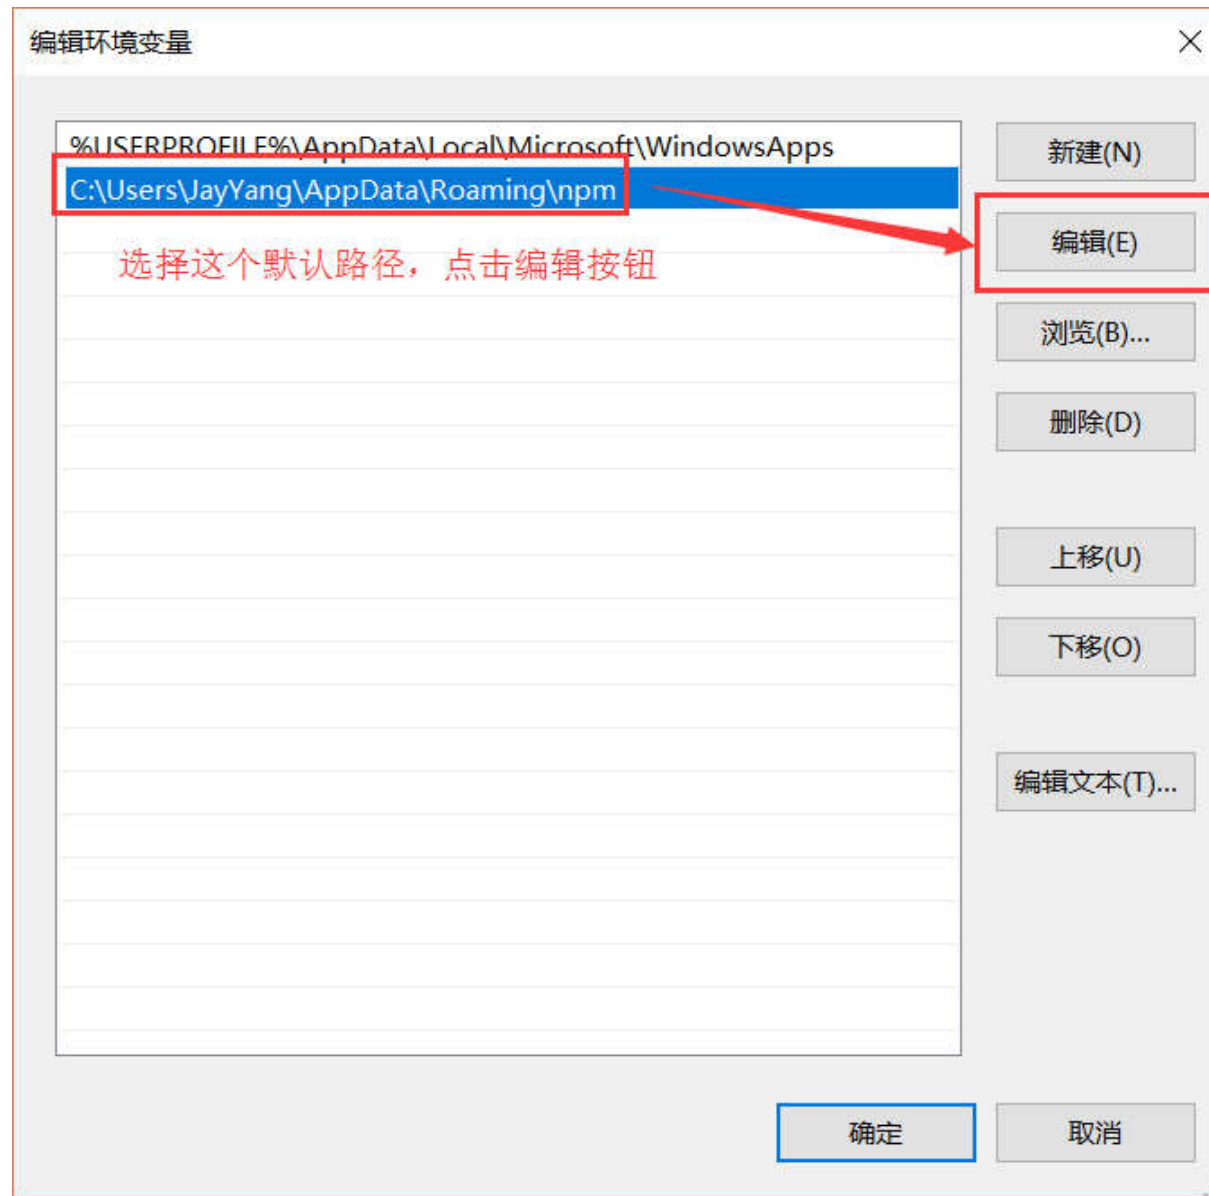 编辑环境变量
%USERPROFILE%\AppData\Local\Microsoft\WindowsApps
C:\Users\JayYang\AppData\Roaming\npm
选择这个默认路径，点击编辑按钮
新建(N)
编辑(E)
浏览(B)...
删除(D)
上移(U)
下移(O)
编辑文本(T)...
确定
取消